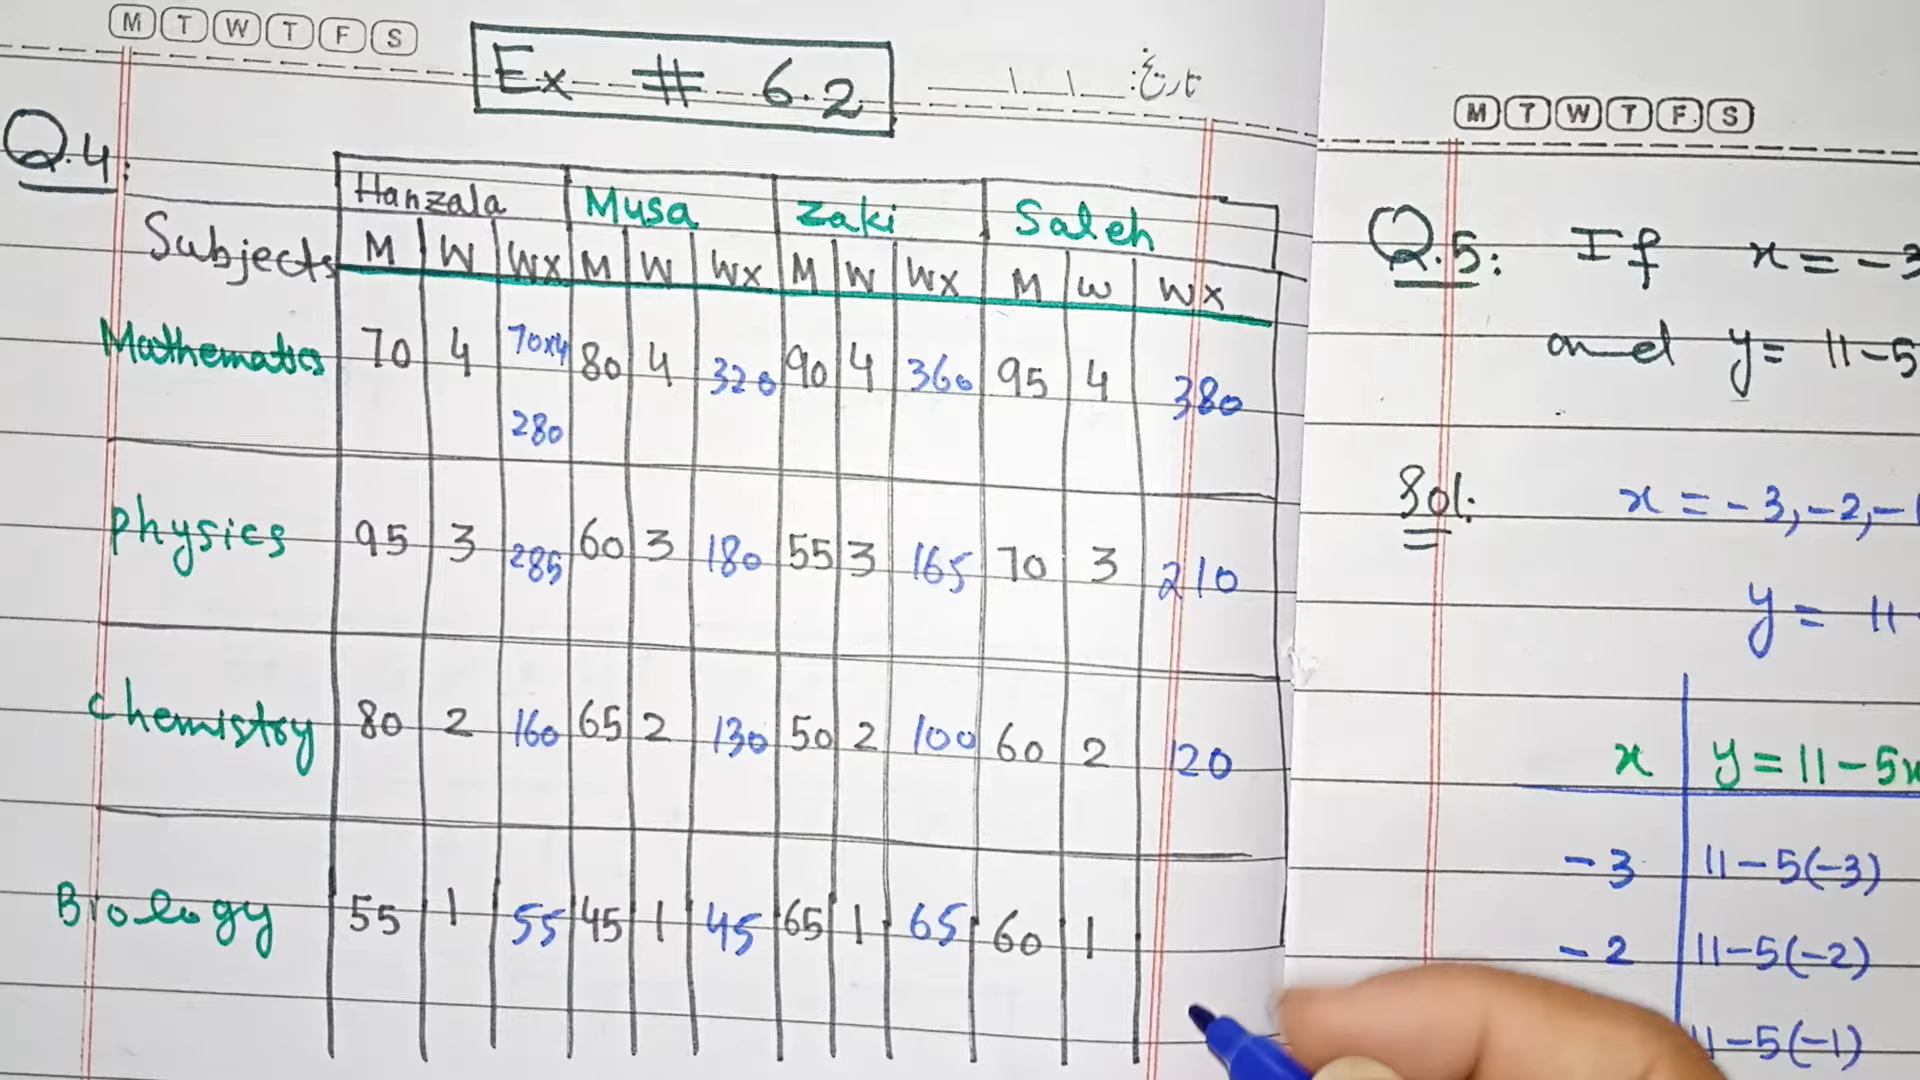 M T W T F S
Ex # 6.2
تاریخ:
Q.4:
Hanzala Musa Zaki Saleh
Subjects M W Wx M W Wx M W Wx M W Wx
Mathematics 70 4 70x4 80 4 320 90 4 360 95 4 380
280
Physics 95 3 285 60 3 180 55 3 165 70 3 210
Chemistry 80 2 160 65 2 130 50 2 100 60 2 120
Biology 55 1 55 45 1 45 65 1 65 60 1
M T W T F S
Q.5: If x = -3
and y = 11-5
Sol: x = -3, -2, -1
y = 11
x y = 11 - 5x
-3 11-5(-3)
-2 11-5(-2)
11-5(-1)